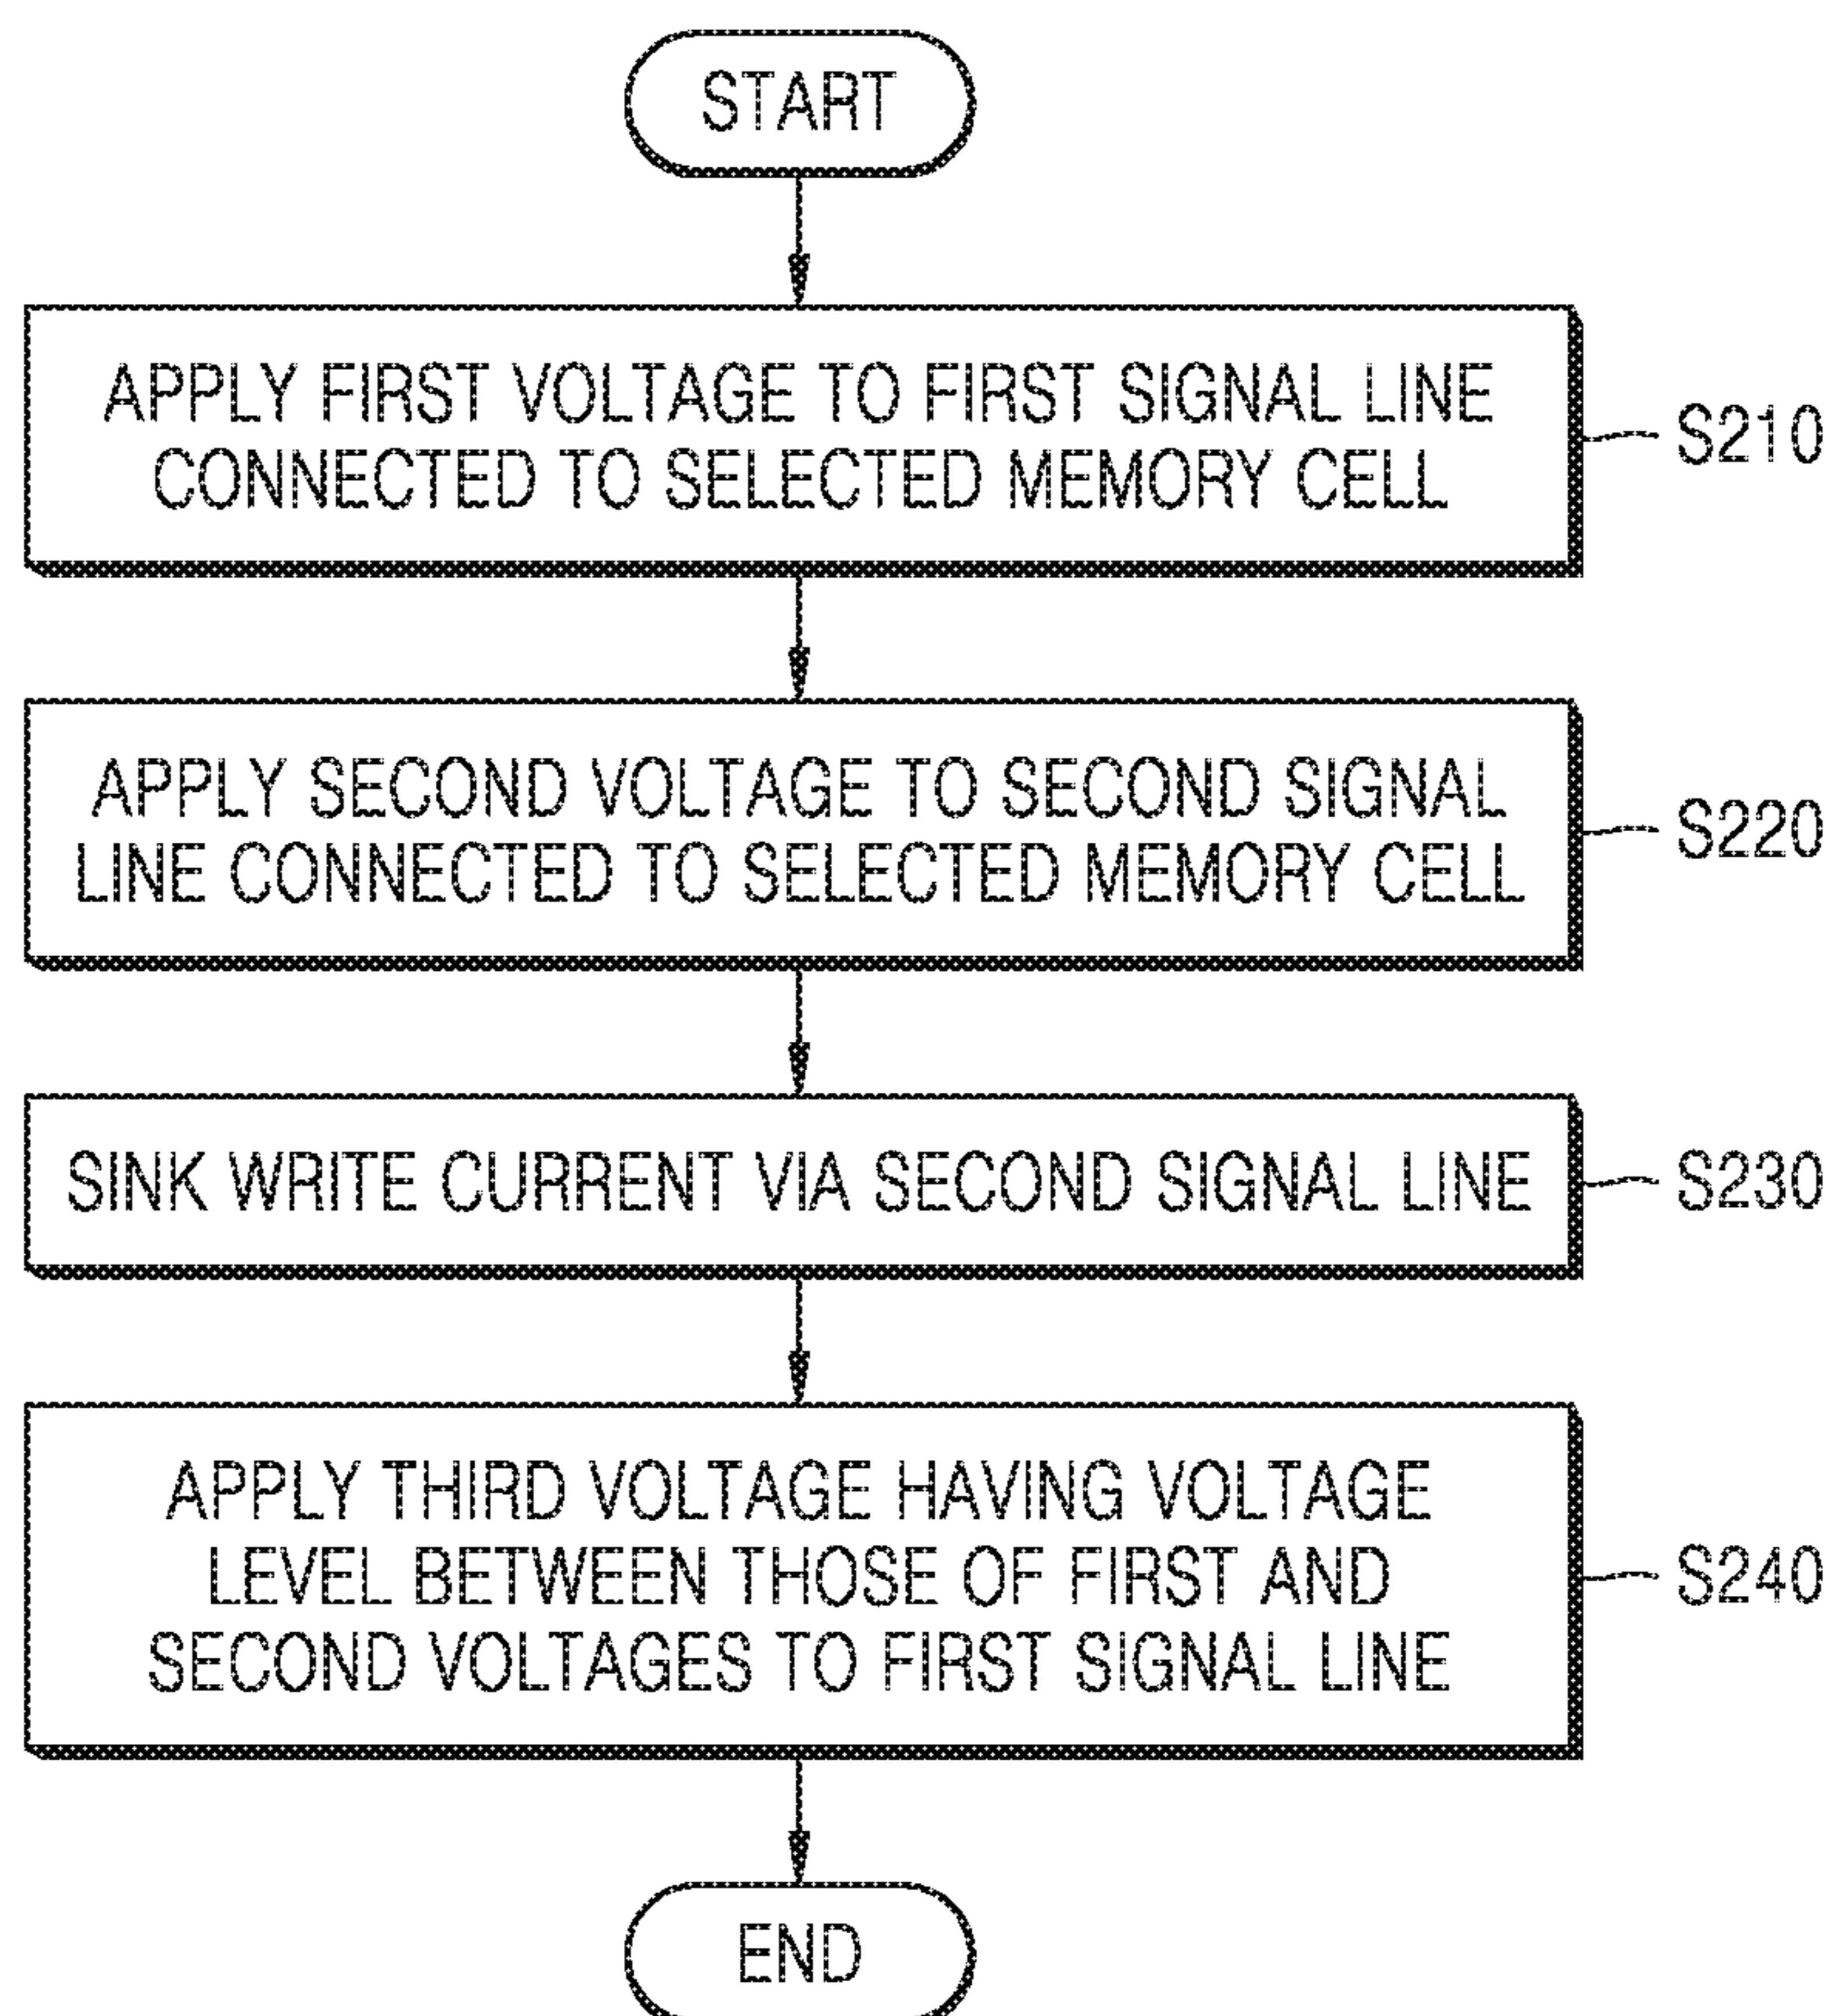 START
APPLY FIRST VOLTAGE TO FIRST SIGNAL LINE
CONNECTED TO SELECTED MEMORY CELL
S210
APPLY SECOND VOLTAGE TO SECOND SIGNAL
LINE CONNECTED TO SELECTED MEMORY CELL
S220
SINK WRITE CURRENT VIA SECOND SIGNAL LINE
S230
APPLY THIRD VOLTAGE HAVING VOLTAGE
LEVEL BETWEEN THOSE OF FIRST AND
SECOND VOLTAGES TO FIRST SIGNAL LINE
S240
END